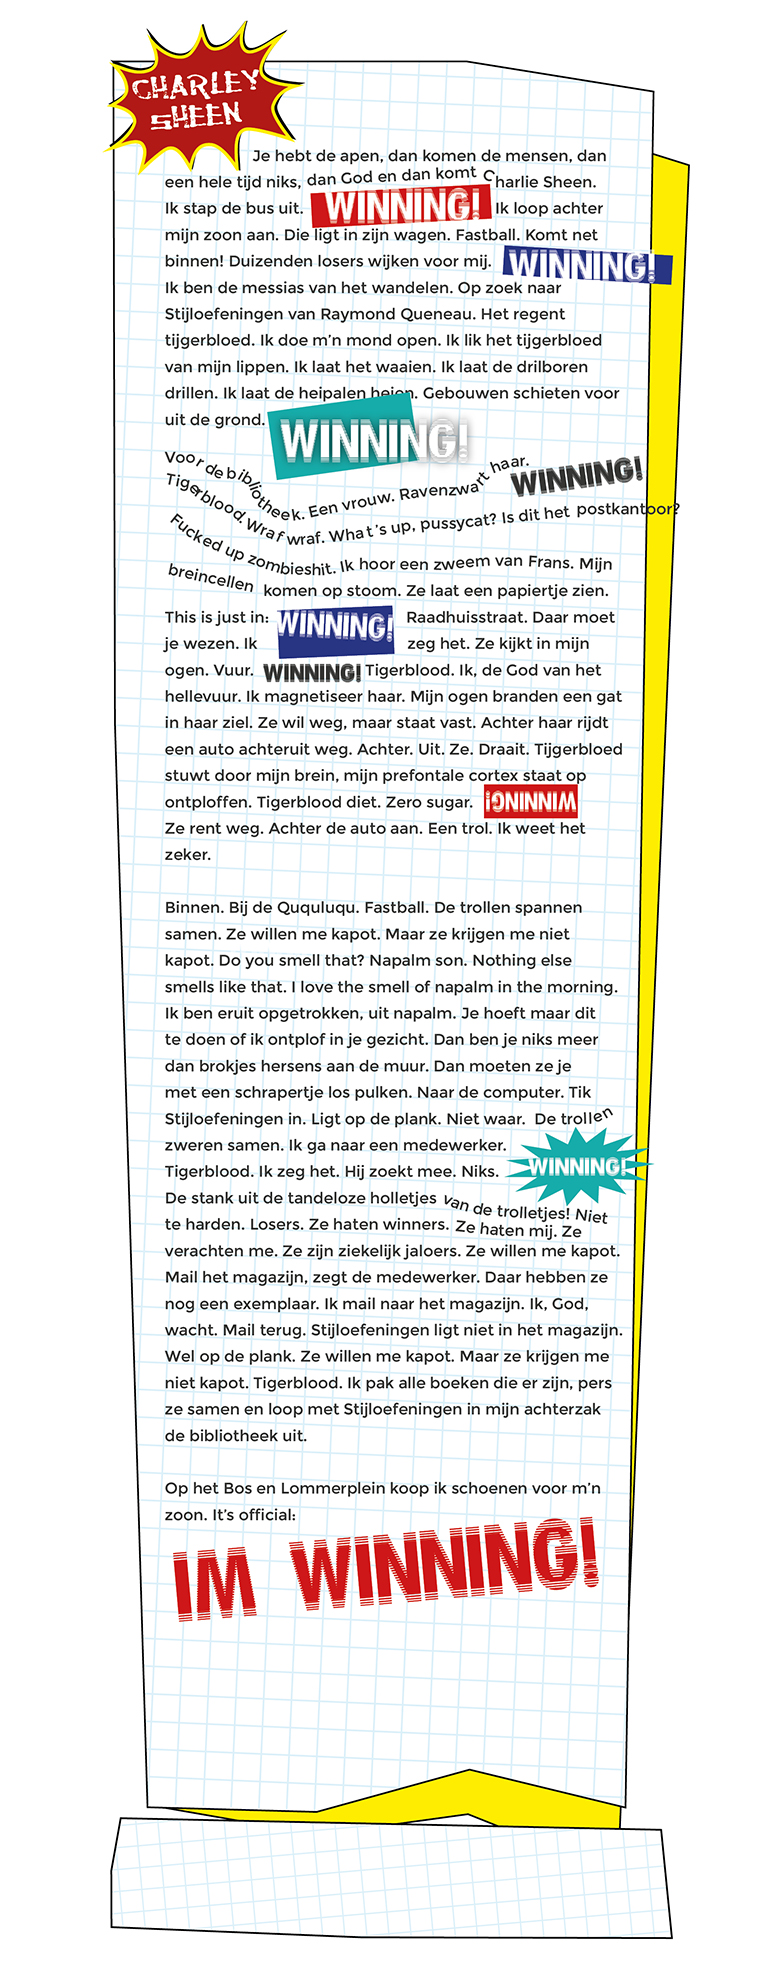 CHARLEY
SHEEN
Je hebt de apen, dan komen de mensen, dan
een hele tijd niks, dan God en dan komt Charlie Sheen.
Ik stap de bus uit. WINNING! Ik loop achter
mijn zoon aan. Die ligt in zijn wagen. Fastball. Komt net
binnen! Duizenden losers wijken voor mij. WINNING!
Ik ben de messias van het wandelen. Op zoek naar
Stijloefeningen van Raymond Queneau. Het regent
tijgerbloed. Ik doe m'n mond open. Ik lik het tijgerbloed
van mijn lippen. Ik laat het waaien. Ik laat de drilboren
drillen. Ik laat de heipalen heien. Gebouwen schieten voor
uit de grond. WINNING!
Voor de bibliotheek. Een vrouw. Ravenzwart haar. WINNING!
Tigerblood. Wraf wraf. What's up, pussycat? Is dit het postkantoor?
Fucked up zombieshit. Ik hoor een zweem van Frans. Mijn
breincellen komen op stoom. Ze laat een papiertje zien.
This is just in: WINNING! Raadhuisstraat. Daar moet
je wezen. Ik zeg het. Ze kijkt in mijn
ogen. Vuur. WINNING! Tigerblood. Ik, de God van het
hellevuur. Ik magnetiseer haar. Mijn ogen branden een gat
in haar ziel. Ze wil weg, maar staat vast. Achter haar rijdt
een auto achteruit weg. Achter. Uit. Ze. Draait. Tijgerbloed
stuwt door mijn brein, mijn prefontale cortex staat op
ontploffen. Tigerblood diet. Zero sugar. WINNING!
Ze rent weg. Achter de auto aan. Een trol. Ik weet het
zeker.
Binnen. Bij de Ququluqu. Fastball. De trollen spannen
samen. Ze willen me kapot. Maar ze krijgen me niet
kapot. Do you smell that? Napalm son. Nothing else
smells like that. I love the smell of napalm in the morning.
Ik ben eruit opgetrokken, uit napalm. Je hoeft maar dit
te doen of ik ontplof in je gezicht. Dan ben je niks meer
dan brokjes hersens aan de muur. Dan moeten ze je
met een schrapertje los pulken. Naar de computer. Tik
Stijloefeningen in. Ligt op de plank. Niet waar. De trollen
zweren samen. Ik ga naar een medewerker.
Tigerblood. Ik zeg het. Hij zoekt mee. Niks. WINNING!
De stank uit de tandeloze holletjes van de trolletjes! Niet
te harden. Losers. Ze haten winners. Ze haten mij. Ze
verachten me. Ze zijn ziekelijk jaloers. Ze willen me kapot.
Mail het magazijn, zegt de medewerker. Daar hebben ze
nog een exemplaar. Ik mail naar het magazijn. Ik, God,
wacht. Mail terug. Stijloefeningen ligt niet in het magazijn.
Wel op de plank. Ze willen me kapot. Maar ze krijgen me
niet kapot. Tigerblood. Ik pak alle boeken die er zijn, pers
ze samen en loop met Stijloefeningen in mijn achterzak
de bibliotheek uit.
Op het Bos en Lommerplein koop ik schoenen voor m'n
zoon. It's official:
IM WINNING!